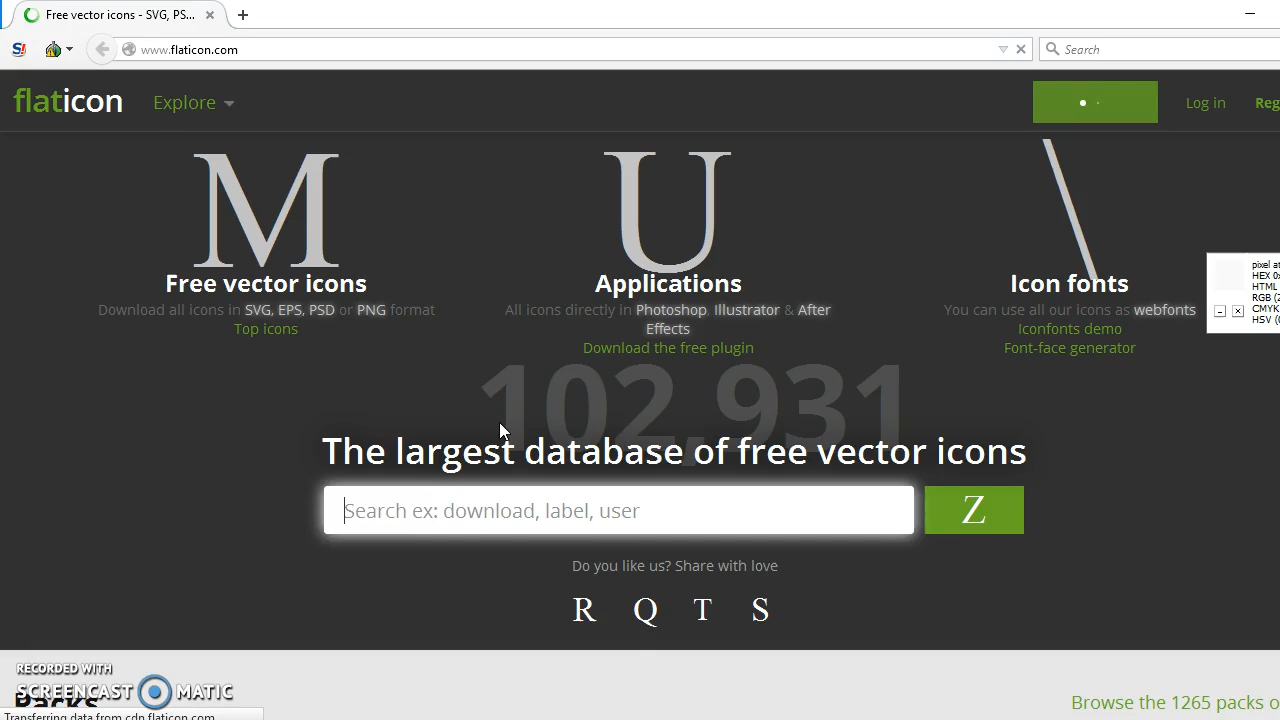 Free vector icons - SVG, PS...
www.flaticon.com
Search
flaticon
Explore
Log in
Reg
M
U
\
Free vector icons
Applications
Icon fonts
Download all icons in SVG, EPS, PSD or PNG format
Top icons
All icons directly in Photoshop, Illustrator & After
Effects
Download the free plugin
You can use all our icons as webfonts
Iconfonts demo
Font-face generator
pixel at
HEX 0x
HTML
RGB (2
CMYK
HSV (0
102,931
The largest database of free vector icons
Search ex: download, label, user
Z
Do you like us? Share with love
R Q T S
RECORDED WITH
SCREENCAST MATIC
Packs
Browse the 1265 packs o
Transferring data from cdn.flaticon.com